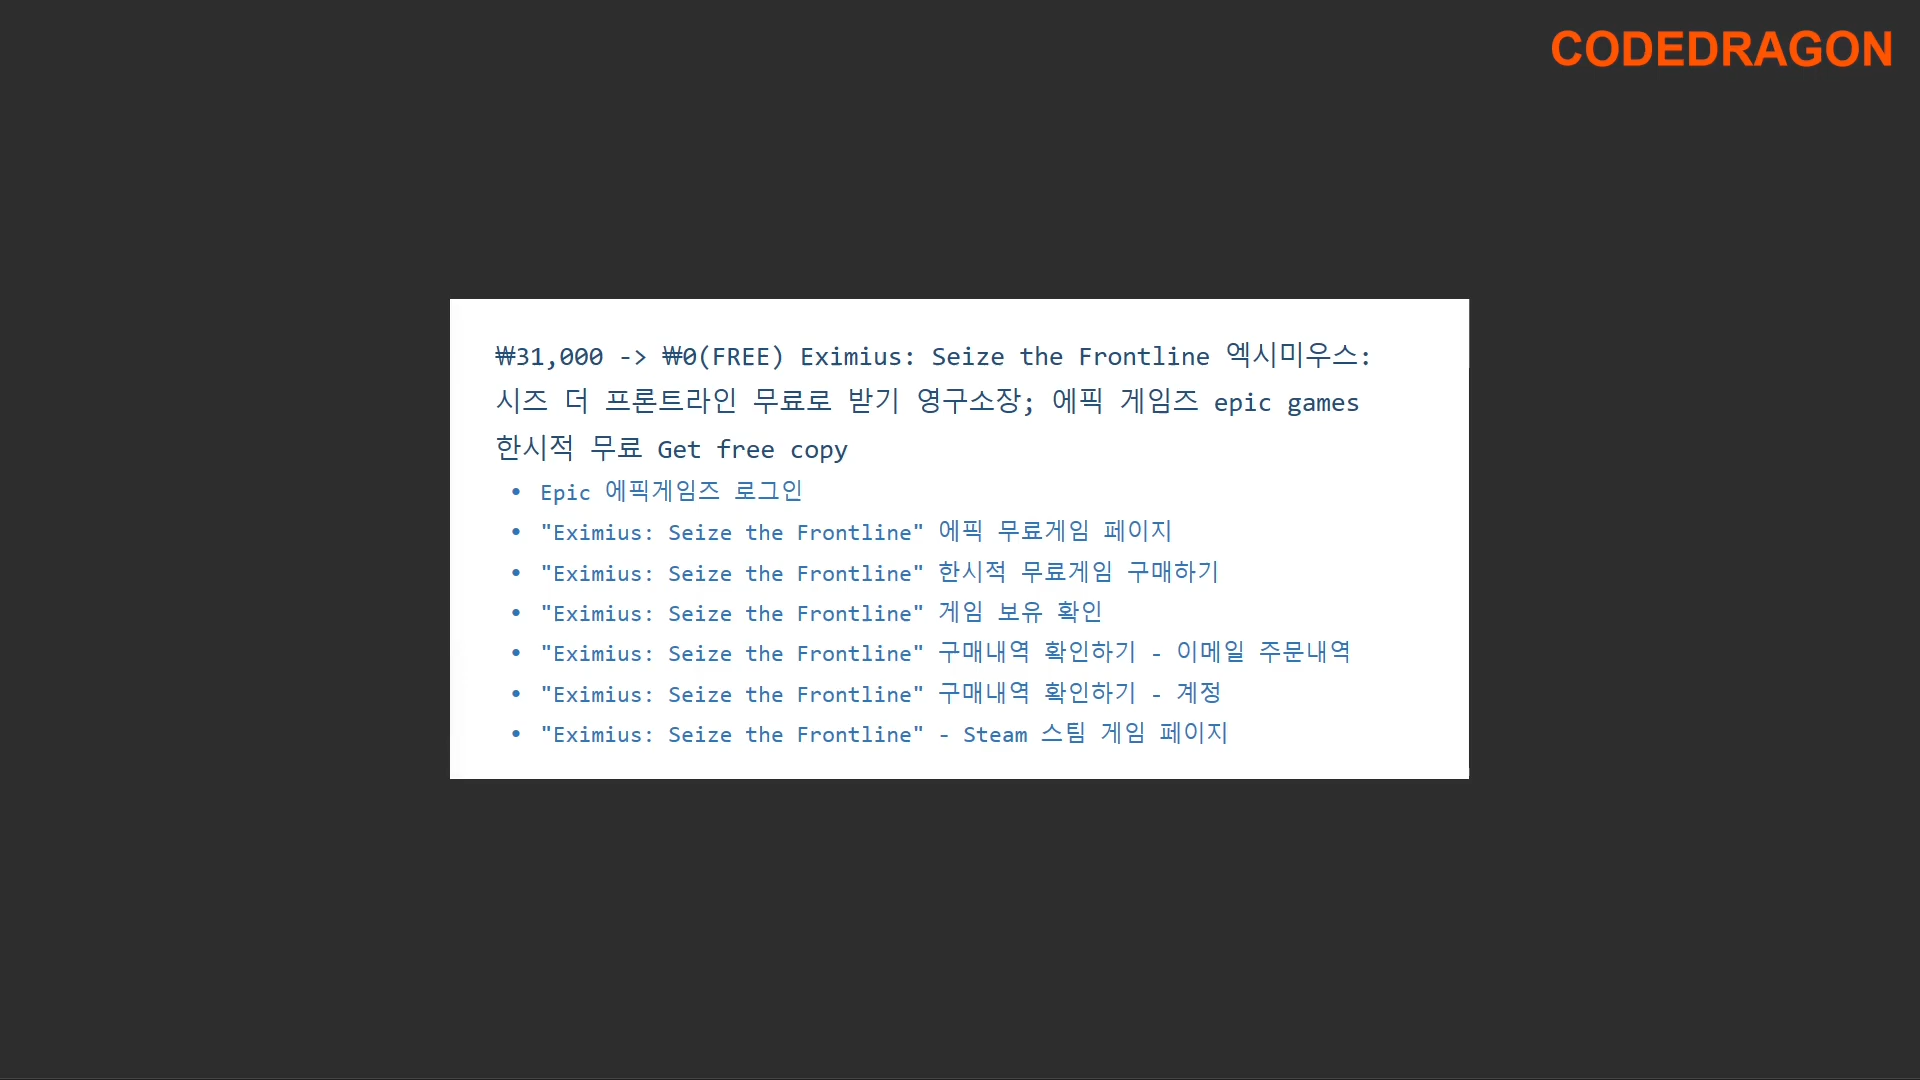 CODEDRAGON
₩31,000 -> ₩0(FREE) Eximius: Seize the Frontline 엑시미우스:
시즈 더 프론트라인 무료로 받기 영구소장; 에픽 게임즈 epic games
한시적 무료 Get free copy
• Epic 에픽게임즈 로그인
• "Eximius: Seize the Frontline" 에픽 무료게임 페이지
• "Eximius: Seize the Frontline" 한시적 무료게임 구매하기
• "Eximius: Seize the Frontline" 게임 보유 확인
• "Eximius: Seize the Frontline" 구매내역 확인하기 - 이메일 주문내역
• "Eximius: Seize the Frontline" 구매내역 확인하기 - 계정
• "Eximius: Seize the Frontline" - Steam 스팀 게임 페이지